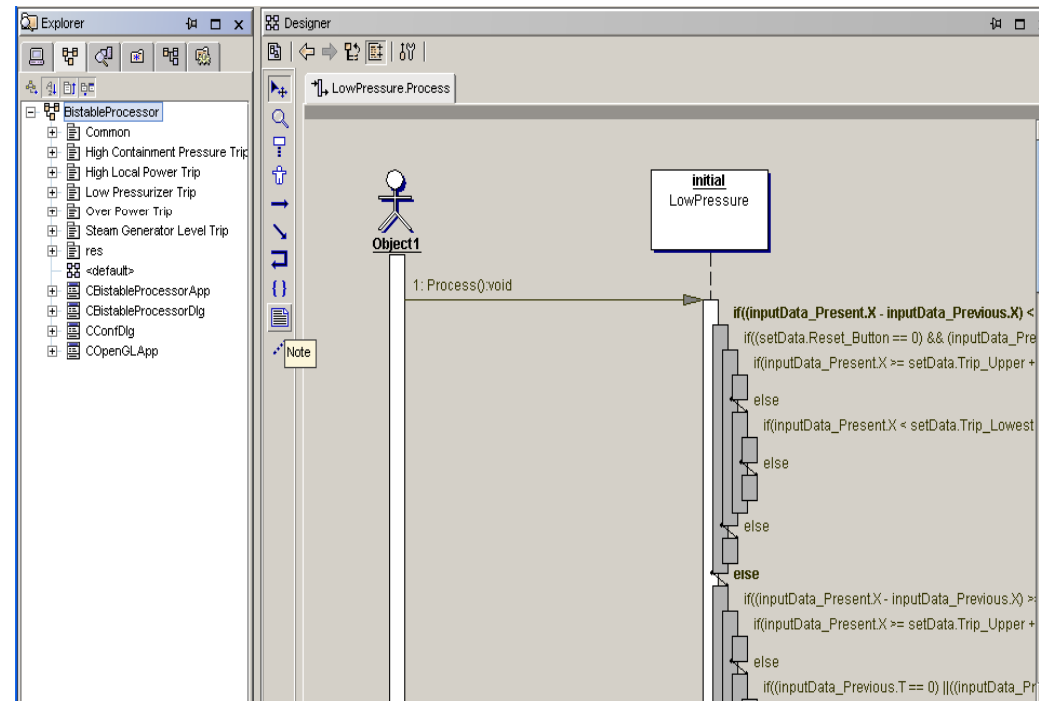 Explorer
BistableProcessor
Common
High Containment Pressure Trip
High Local Power Trip
Low Pressurizer Trip
Over Power Trip
Steam Generator Level Trip
res
<default>
CBistableProcessorApp
CBistableProcessorDlg
CConfDlg
COpenGLApp
Designer
LowPressure.Process
Note
Object1
initial
LowPressure
1: Process():void
if((inputData_Present.X - inputData_Previous.X) <
if((setData.Reset_Button == 0) && (inputData_Pre
if(inputData_Present.X >= setData.Trip_Upper +
else
if(inputData_Present.X < setData.Trip_Lowest
else
else
else
if((inputData_Present.X - inputData_Previous.X) >=
if(inputData_Present.X >= setData.Trip_Upper +
else
if((inputData_Previous.T == 0) ||((inputData_Pr